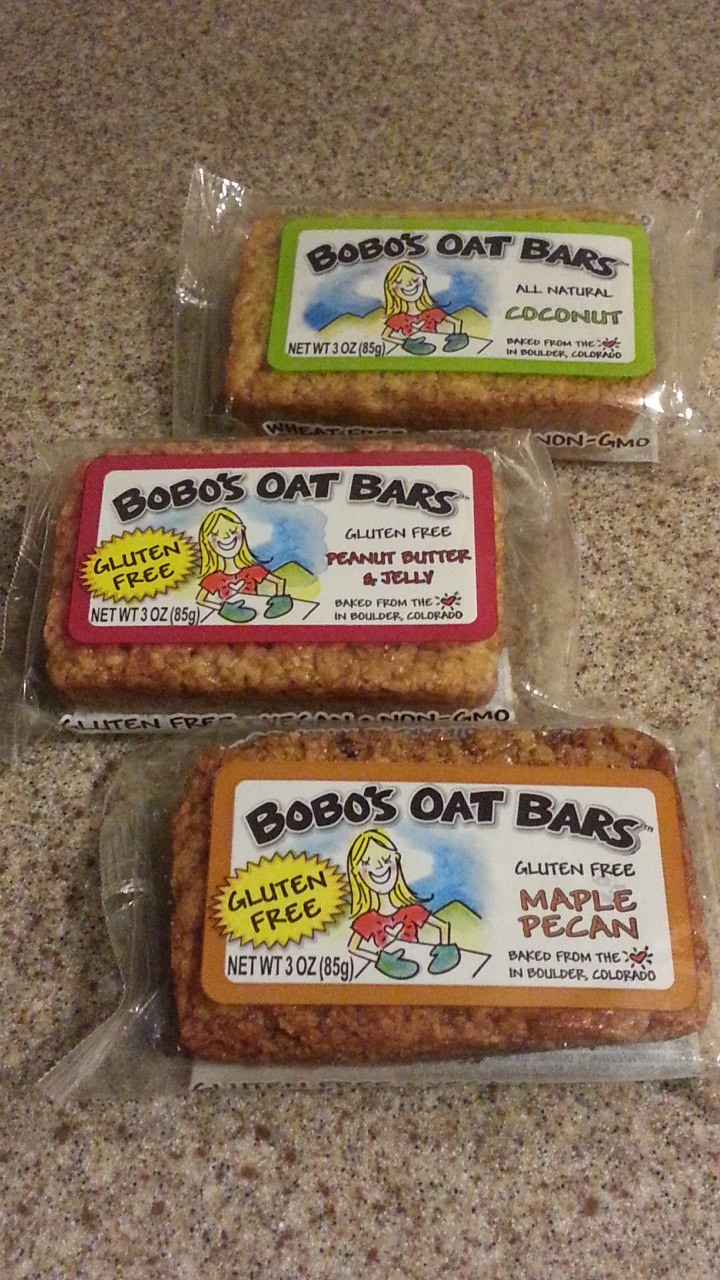 BOBO'S OAT BARS™
ALL NATURAL
COCONUT
NET WT 3 OZ (85g)
BAKED FROM THE
IN BOULDER, COLORADO
WHEAT-FREE NON-GMO
BOBO'S OAT BARS™
GLUTEN
FREE
GLUTEN FREE
PEANUT BUTTER
& JELLY
NET WT 3 OZ (85g)
BAKED FROM THE
IN BOULDER, COLORADO
GLUTEN FREE • VEGAN • NON-GMO
BOBO'S OAT BARS™
GLUTEN
FREE
GLUTEN FREE
MAPLE
PECAN
NET WT 3 OZ (85g)
BAKED FROM THE
IN BOULDER, COLORADO